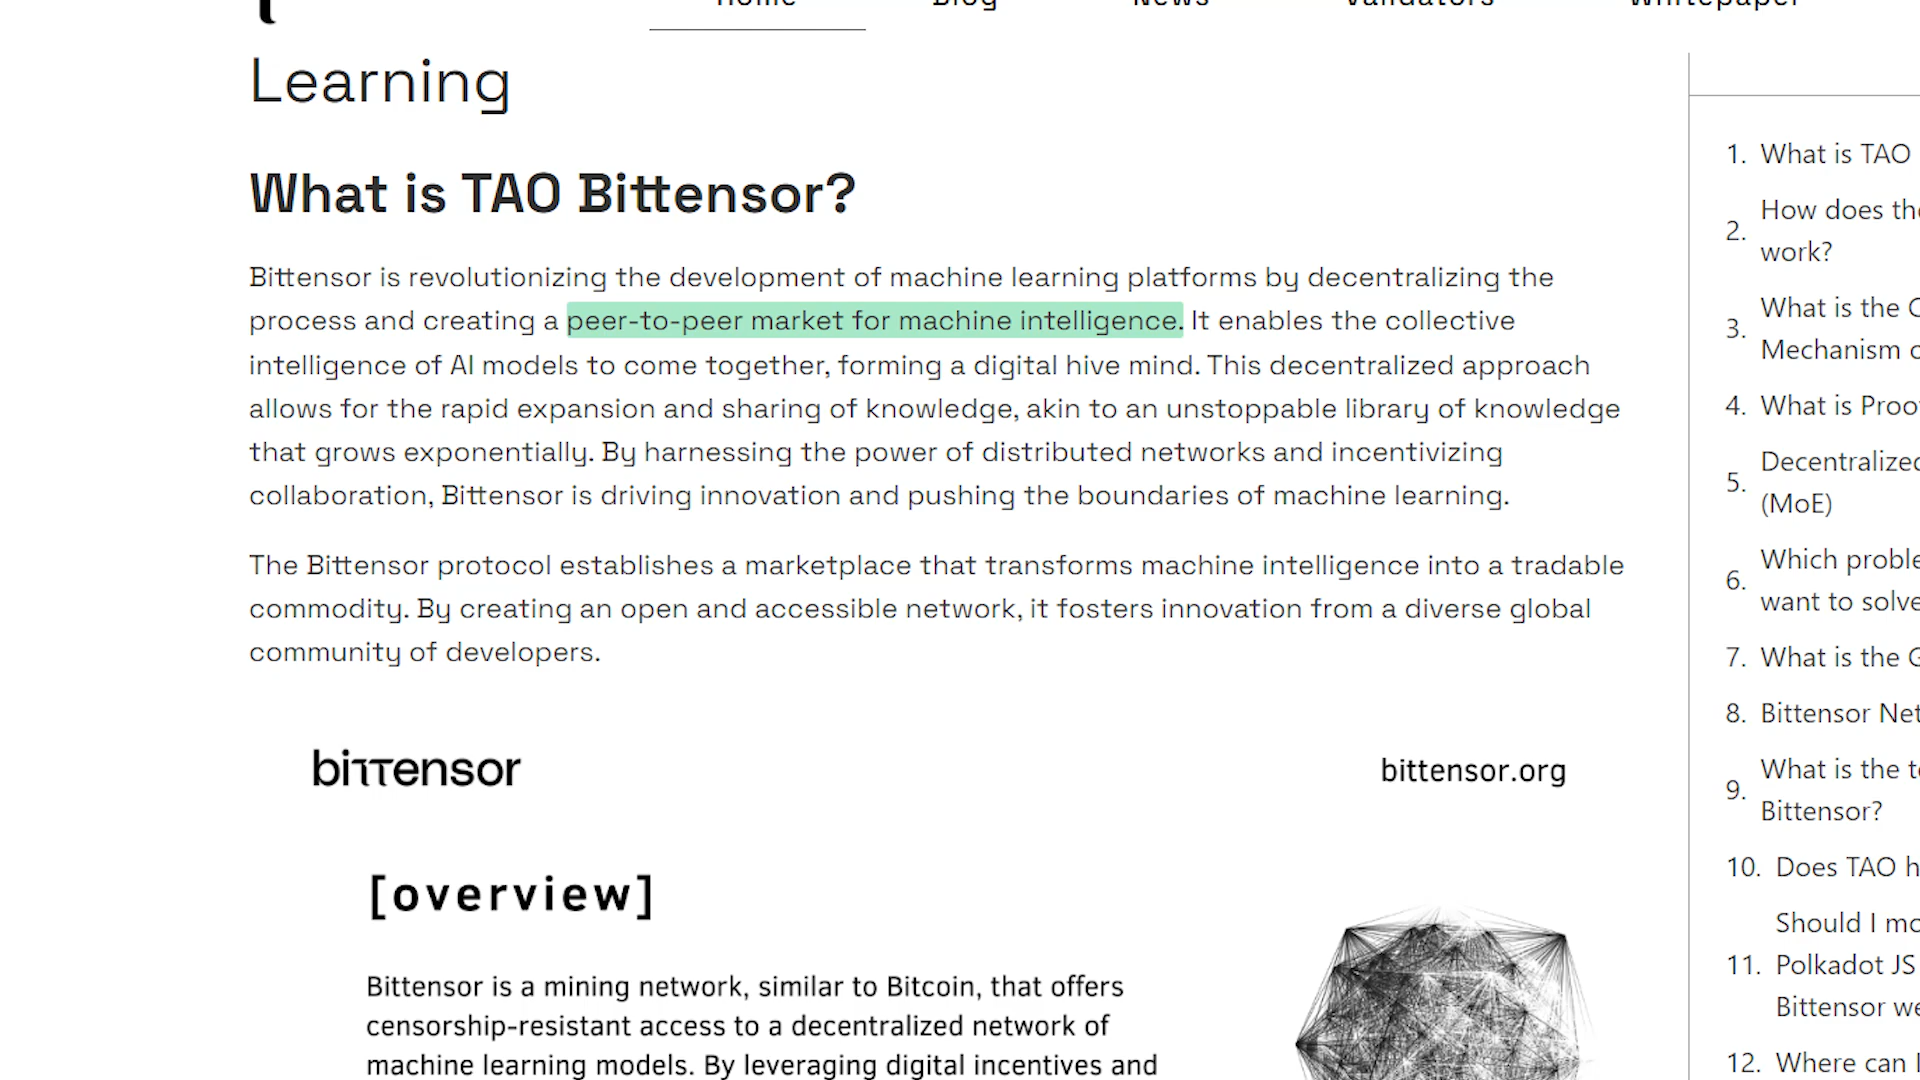 Home Blog News Validators Whitepaper
Learning
What is TAO Bittensor?
Bittensor is revolutionizing the development of machine learning platforms by decentralizing the
process and creating a peer-to-peer market for machine intelligence. It enables the collective
intelligence of AI models to come together, forming a digital hive mind. This decentralized approach
allows for the rapid expansion and sharing of knowledge, akin to an unstoppable library of knowledge
that grows exponentially. By harnessing the power of distributed networks and incentivizing
collaboration, Bittensor is driving innovation and pushing the boundaries of machine learning.
The Bittensor protocol establishes a marketplace that transforms machine intelligence into a tradable
commodity. By creating an open and accessible network, it fosters innovation from a diverse global
community of developers.
biττensor
bittensor.org
[overview]
Bittensor is a mining network, similar to Bitcoin, that offers
censorship-resistant access to a decentralized network of
machine learning models. By leveraging digital incentives and
1. What is TAO
2. How does the
work?
3. What is the
Mechanism
4. What is
5. Decentralized
(MoE)
6. Which
want to solve
7. What is the
8. Bittensor
9. What is the
Bittensor?
10. Does TAO
11. Should I
Polkadot JS
Bittensor
12. Where can I